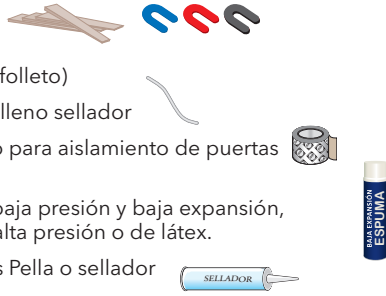 folleto)
lleno sellador
para aislamiento de puertas
BAJA EXPANSIÓN
ESPUMA
baja presión y baja expansión,
alta presión o de látex.
s Pella o sellador
SELLADOR